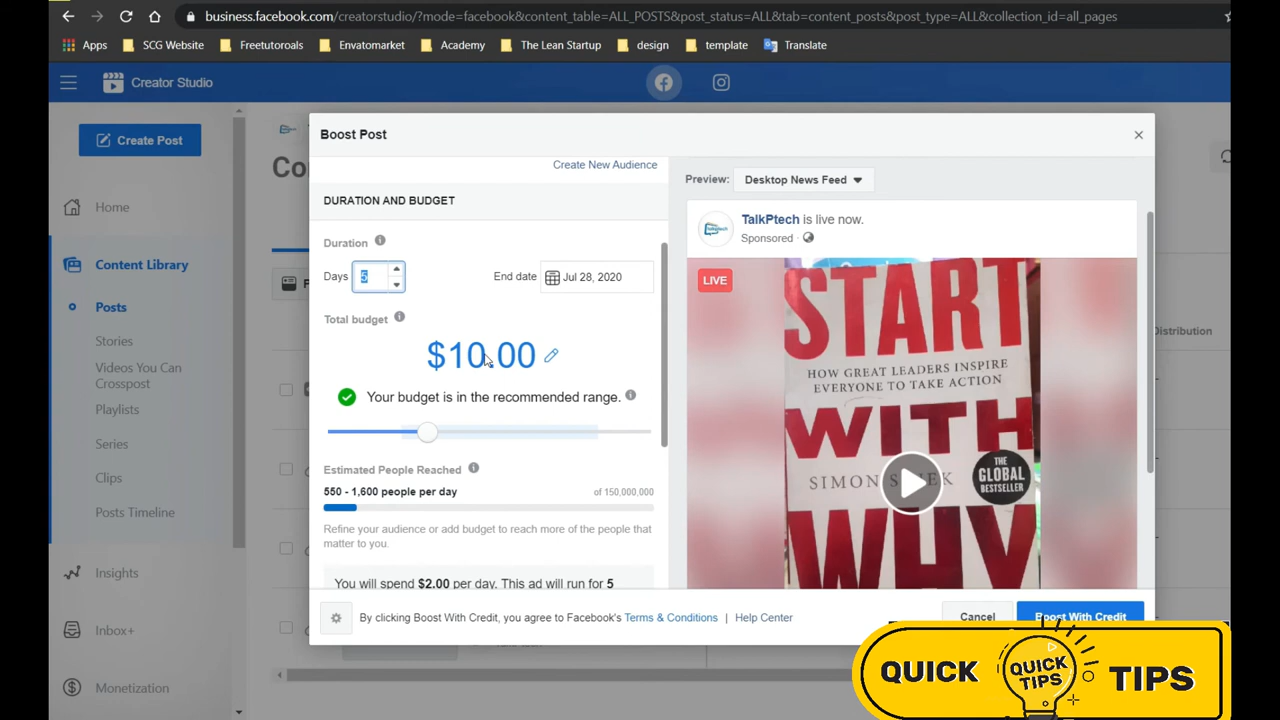 business.facebook.com/creatorstudio/?mode=facebook&content_table=ALL_POSTS&post_status=ALL&tab=content_posts&post_type=ALL&collection_id=all_pages
Apps SCG Website Freetutoroals Envatomarket Academy The Lean Startup design template Translate
Creator Studio
Create Post
Home
Content Library
Posts
Stories
Videos You Can
Crosspost
Playlists
Series
Clips
Posts Timeline
Insights
Inbox+
Monetization
Boost Post
Create New Audience
DURATION AND BUDGET
Duration
Days 5 End date Jul 28, 2020
Total budget
$10.00
Your budget is in the recommended range.
Estimated People Reached
550 - 1,600 people per day of 150,000,000
Refine your audience or add budget to reach more of the people that
matter to you.
You will spend $2.00 per day. This ad will run for 5
By clicking Boost With Credit, you agree to Facebook's Terms & Conditions | Help Center
Cancel Boost With Credit
Preview: Desktop News Feed
TalkPtech is live now.
Sponsored
LIVE
START
HOW GREAT LEADERS INSPIRE
EVERYONE TO TAKE ACTION
WITH
SIMON
THE
GLOBAL
BESTSELLER
WHY
Distribution
QUICK QUICK TIPS TIPS